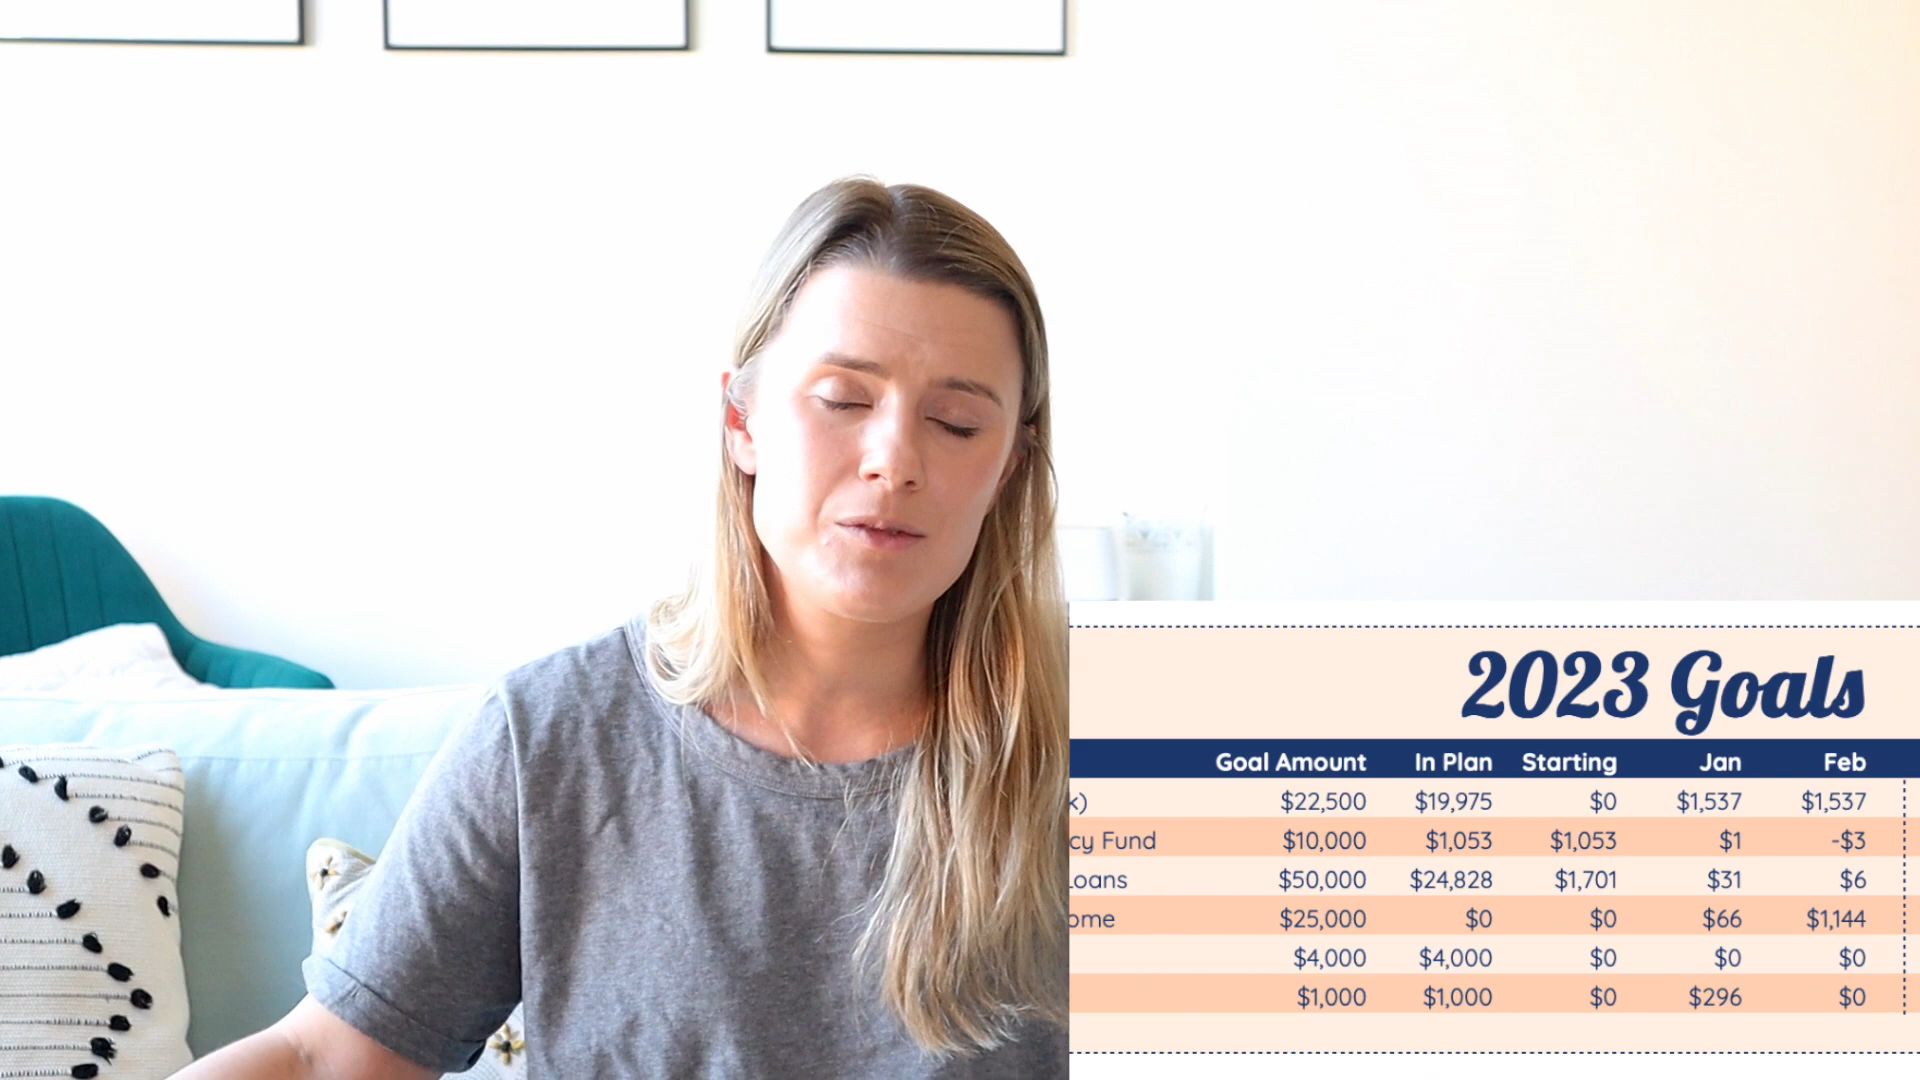 2023 Goals
Goal Amount In Plan Starting Jan Feb
k) $22,500 $19,975 $0 $1,537 $1,537
cy Fund $10,000 $1,053 $1,053 $1 -$3
Loans $50,000 $24,828 $1,701 $31 $6
ome $25,000 $0 $0 $66 $1,144
$4,000 $4,000 $0 $0 $0
$1,000 $1,000 $0 $296 $0